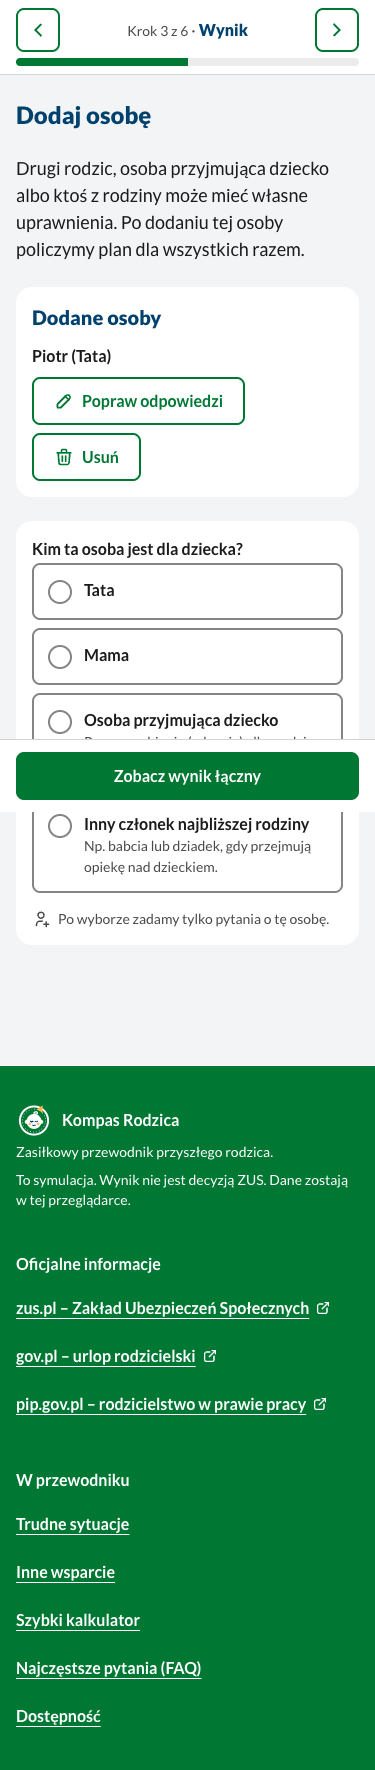 Krok 3 z 6 · Wynik
Dodaj osobę
Drugi rodzic, osoba przyjmująca dziecko
albo ktoś z rodziny może mieć własne
uprawnienia. Po dodaniu tej osoby
policzymy plan dla wszystkich razem.
Dodane osoby
Piotr (Tata)
Popraw odpowiedzi
Usuń
Kim ta osoba jest dla dziecka?
Tata
Mama
Osoba przyjmująca dziecko
Zobacz wynik łączny
Inny członek najbliższej rodziny
Np. babcia lub dziadek, gdy przejmują
opiekę nad dzieckiem.
Po wyborze zadamy tylko pytania o tę osobę.
Kompas Rodzica
Zasiłkowy przewodnik przyszłego rodzica.
To symulacja. Wynik nie jest decyzją ZUS. Dane zostają
w tej przeglądarce.
Oficjalne informacje
zus.pl – Zakład Ubezpieczeń Społecznych
gov.pl – urlop rodzicielski
pip.gov.pl – rodzicielstwo w prawie pracy
W przewodniku
Trudne sytuacje
Inne wsparcie
Szybki kalkulator
Najczęstsze pytania (FAQ)
Dostępność